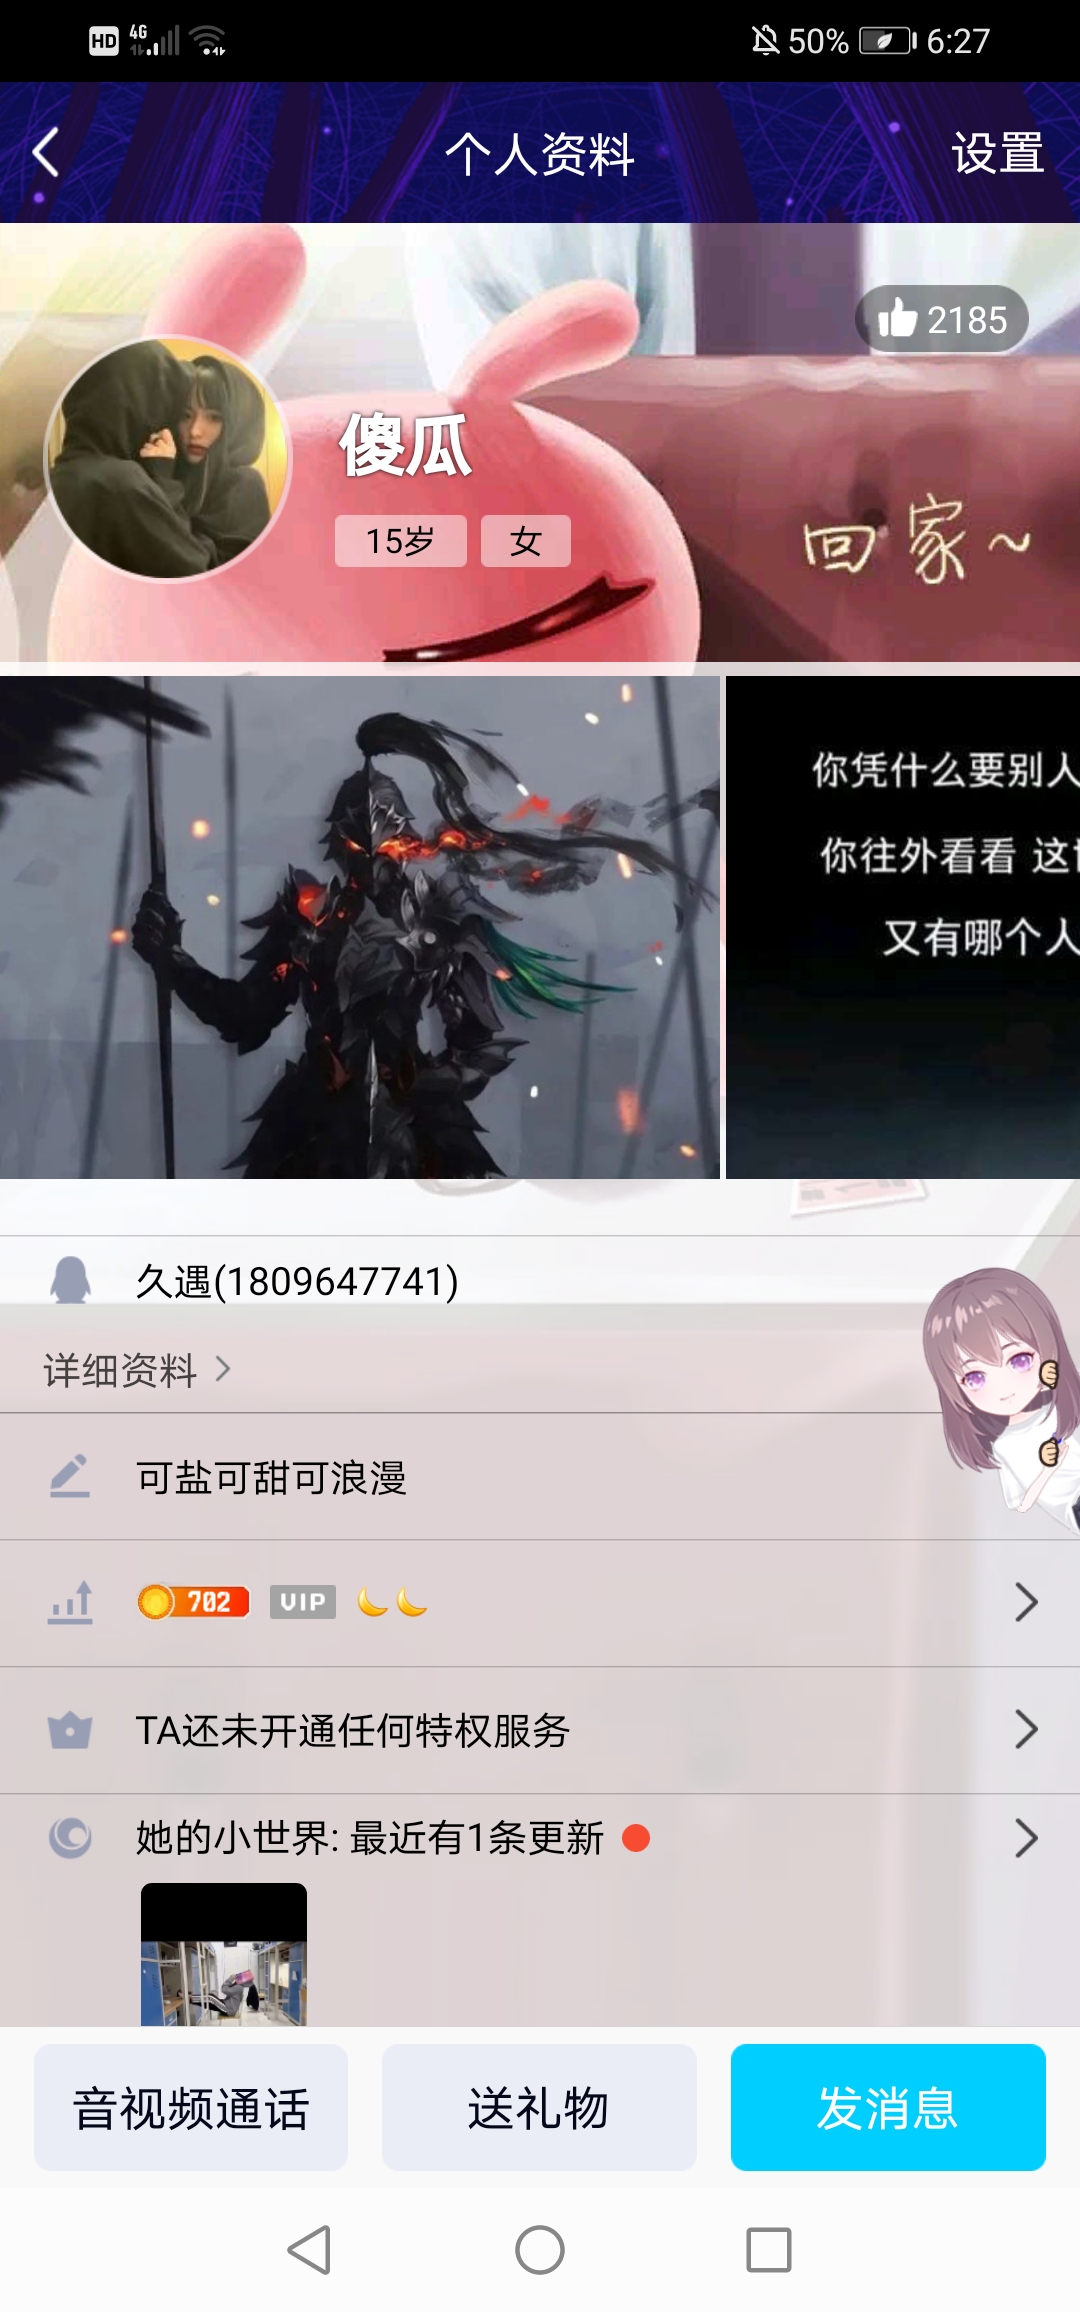 HD 4G 50% 6:27
个人资料 设置
2185
傻瓜
15岁 女
回家~
你凭什么要别人
你往外看看 这
又有哪个人
久遇(1809647741)
详细资料
可盐可甜可浪漫
702 VIP
TA还未开通任何特权服务
她的小世界: 最近有1条更新
音视频通话 送礼物 发消息